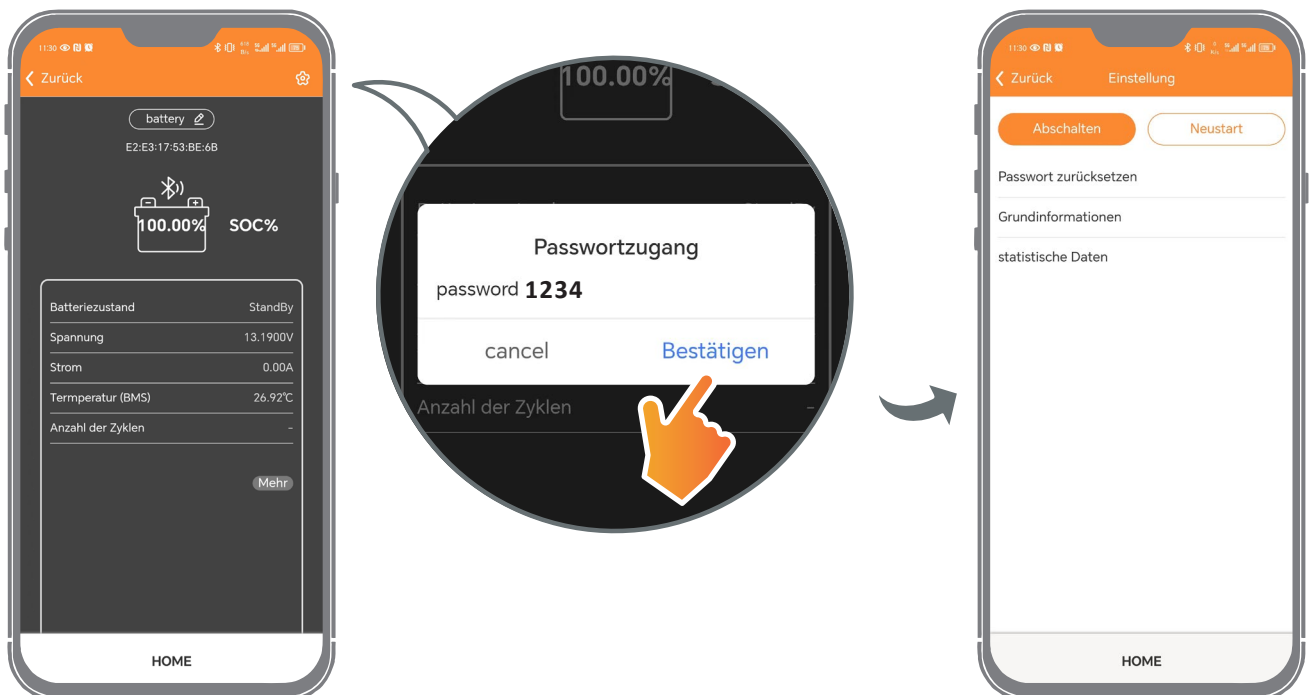 11:30
Zurück
battery
E2:E3:17:53:BE:6B
100.00%
SOC%
Batteriezustand StandBy
Spannung 13.1900V
Strom 0.00A
Termperatur (BMS) 26.92°C
Anzahl der Zyklen -
Mehr
HOME
100.00%
Passwortzugang
password 1234
cancel Bestätigen
Anzahl der Zyklen -
11:30
Zurück Einstellung
Abschalten Neustart
Passwort zurücksetzen
Grundinformationen
statistische Daten
HOME